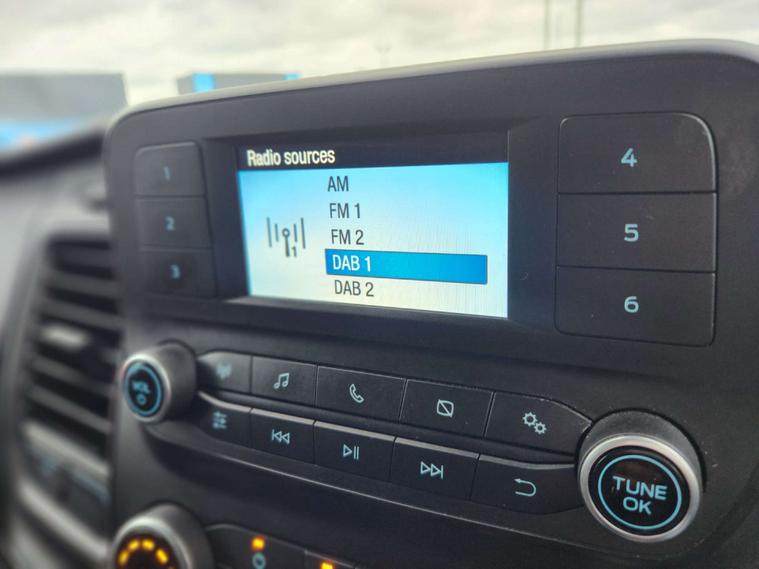 Radio sources
AM
FM 1
FM 2
DAB 1
DAB 2
1
1
2
3
4
5
6
VOL
TUNE
OK